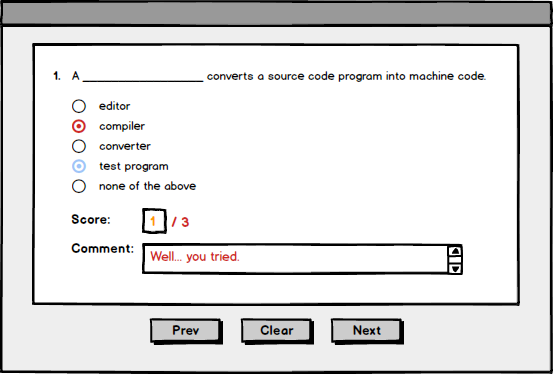 1. A ____________________ converts a source code program into machine code.
editor
compiler
converter
test program
none of the above
Score: 1 / 3
Comment: Well... you tried.
Prev Clear Next